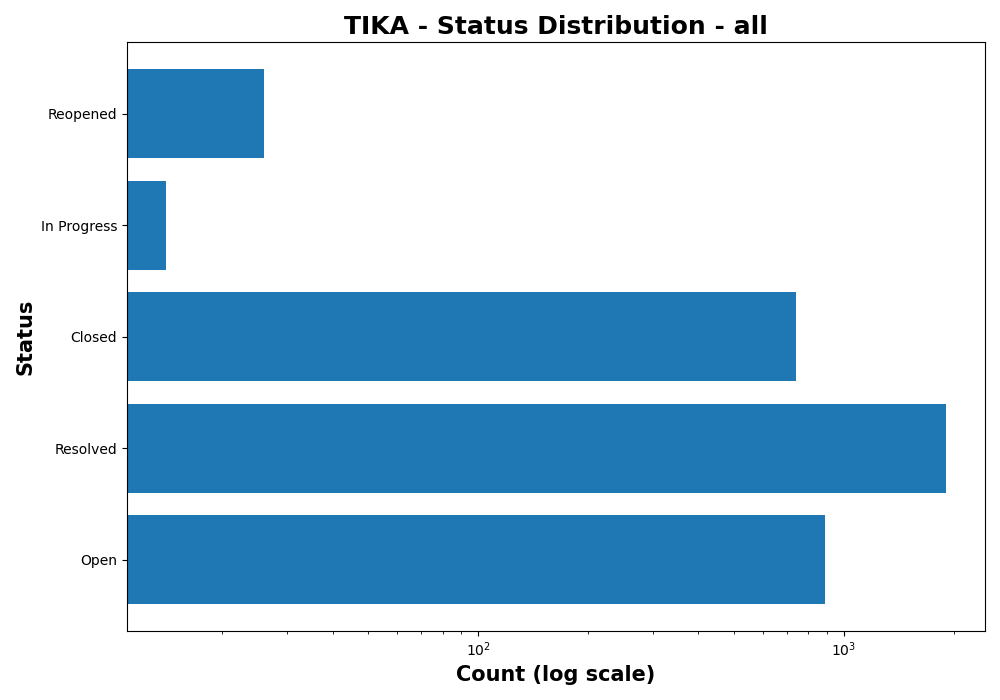 TIKA - Status Distribution - all
Reopened
In Progress
Closed
Resolved
Open
Status
10²
10³
Count (log scale)